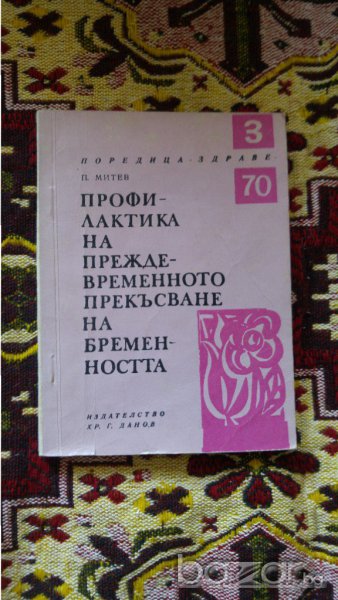 3
ПОРЕДИЦА·ЗДРАВЕ·
П. МИТЕВ
70
ПРОФИ-
ЛАКТИКА
НА
ПРЕЖДЕ-
ВРЕМЕННОТО
ПРЕКЪСВАНЕ
НА
БРЕМЕН-
НОСТТА
ИЗДАТЕЛСТВО
ХР. Г. ДАНОВ
bazar.bg